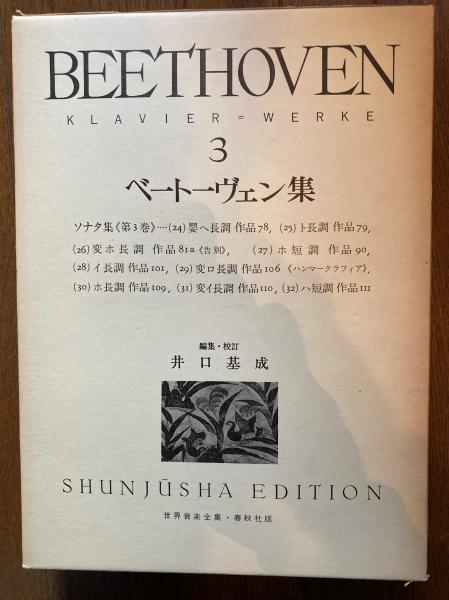 BEETHOVEN
KLAVIER=WERKE
3
ベートーヴェン集
ソナタ集《第3巻》‥‥(24)嬰ヘ長調 作品78, (25)ト長調 作品79,
(26)変ホ長調 作品81a《告別》, (27)ホ短調 作品90,
(28)イ長調 作品101, (29)変ロ長調 作品106《ハンマークラフィア》,
(30)ホ長調 作品109, (31)変イ長調 作品110, (32)ハ短調 作品111
編集・校訂
井口基成
SHUNJŪSHA EDITION
世界音楽全集・春秋社版